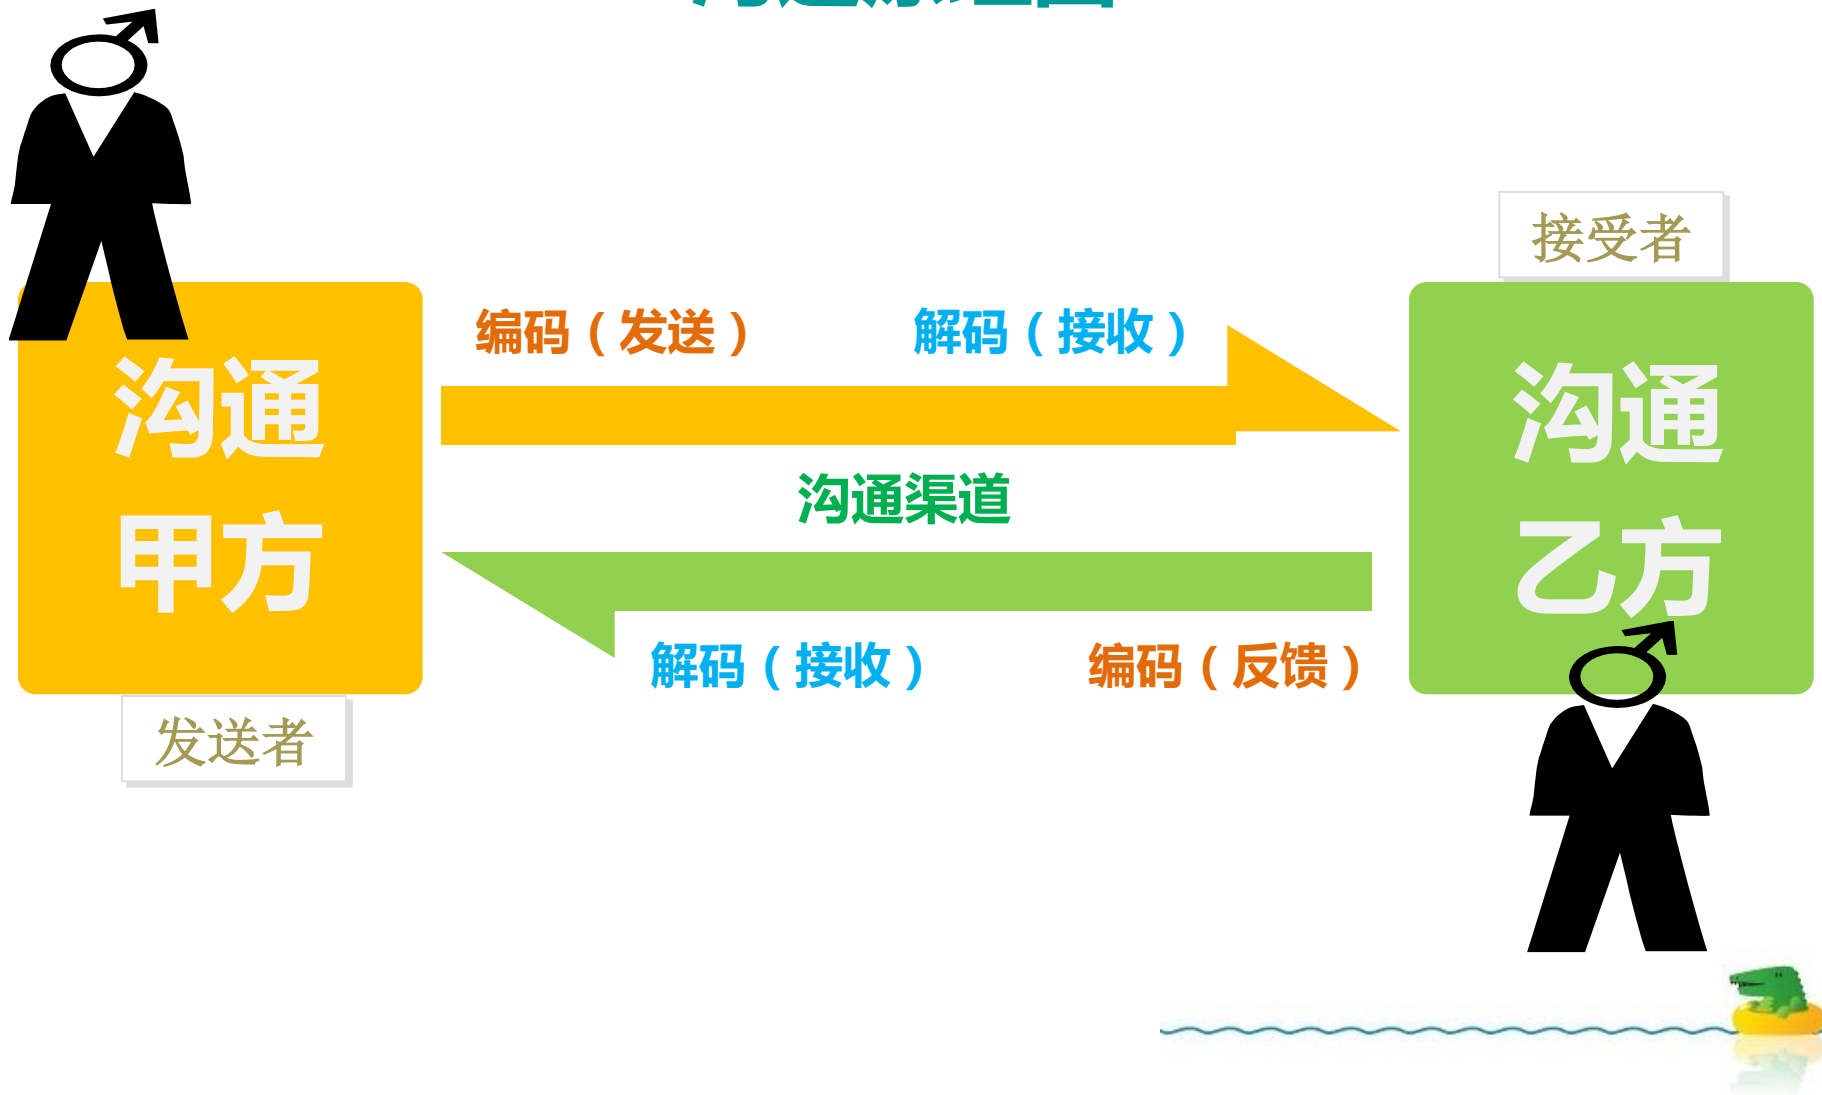 接受者
编码（发送）
解码（接收）
沟通
甲方
沟通
乙方
沟通渠道
解码（接收）
编码（反馈）
发送者